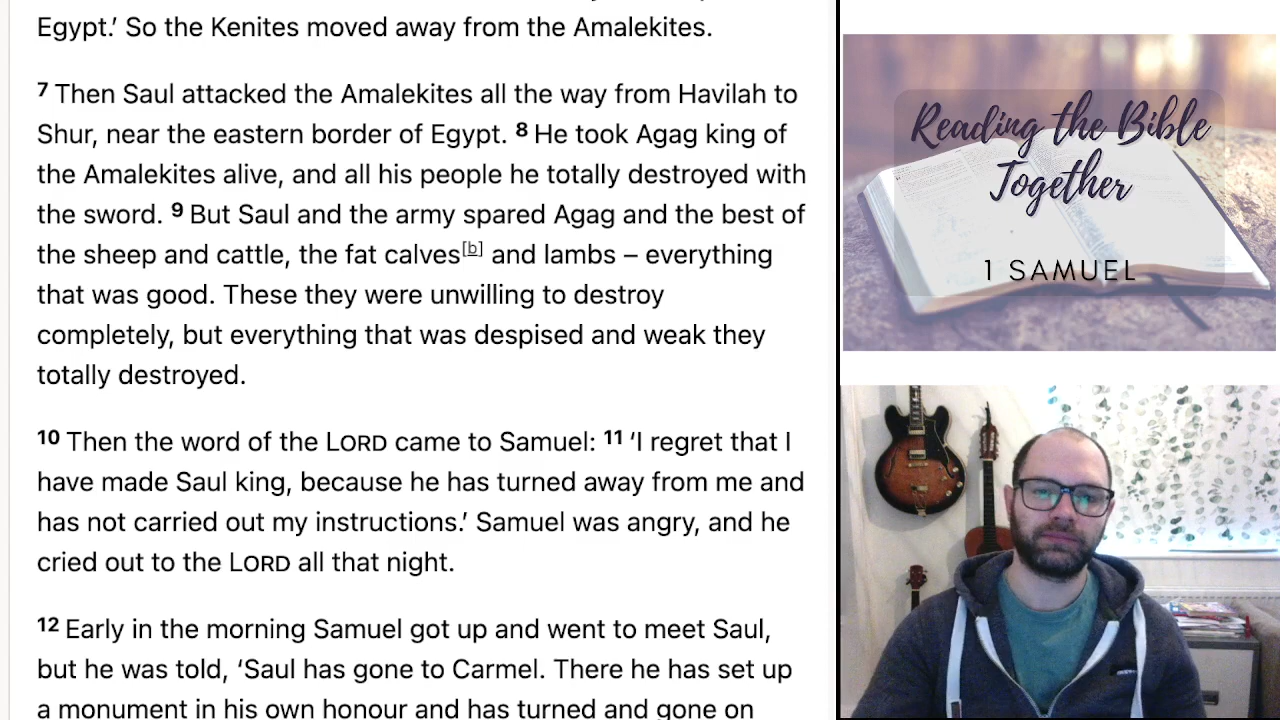 Egypt.’ So the Kenites moved away from the Amalekites.
7 Then Saul attacked the Amalekites all the way from Havilah to
Shur, near the eastern border of Egypt. 8 He took Agag king of
the Amalekites alive, and all his people he totally destroyed with
the sword. 9 But Saul and the army spared Agag and the best of
the sheep and cattle, the fat calves[b] and lambs – everything
that was good. These they were unwilling to destroy
completely, but everything that was despised and weak they
totally destroyed.
10 Then the word of the LORD came to Samuel: 11 ‘I regret that I
have made Saul king, because he has turned away from me and
has not carried out my instructions.’ Samuel was angry, and he
cried out to the LORD all that night.
12 Early in the morning Samuel got up and went to meet Saul,
but he was told, ‘Saul has gone to Carmel. There he has set up
a monument in his own honour and has turned and gone on
Reading the Bible
Together
1 SAMUEL